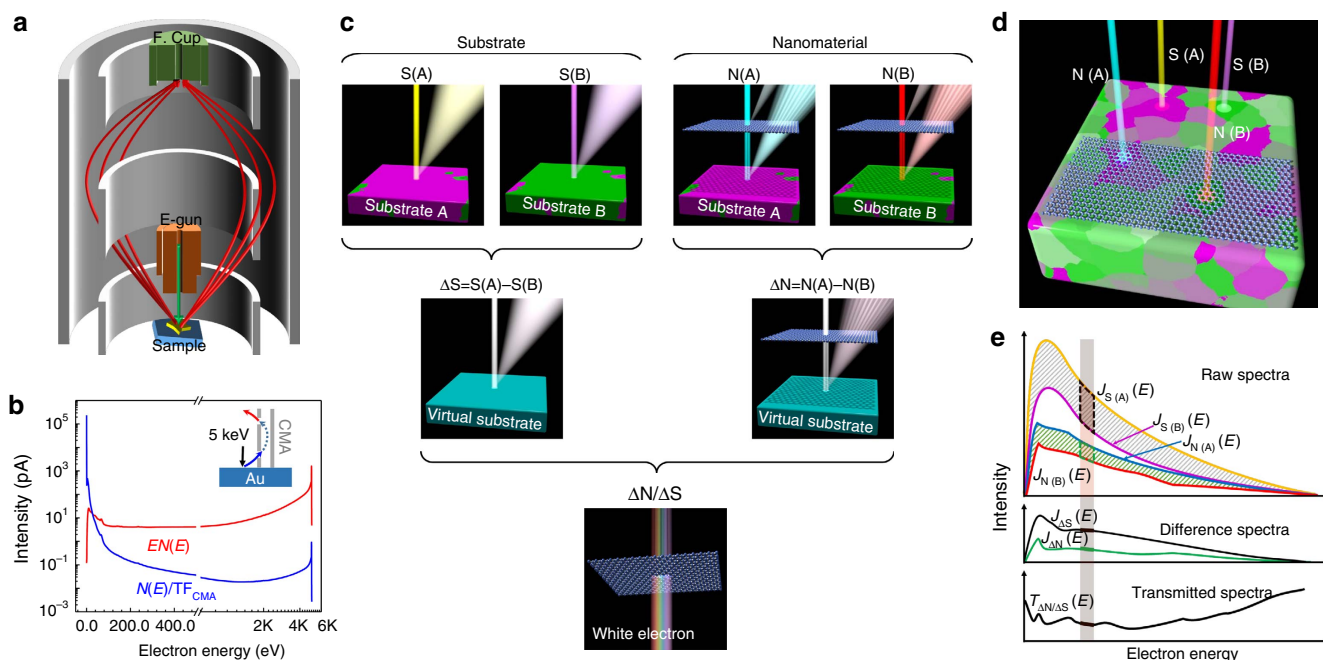 a
F. Cup
E-gun
Sample
b
Intensity (pA)
10^5
10^3
10^1
10^-1
10^-3
5 keV
CMA
Au
EN(E)
N(E)/TF_CMA
0.0 200.0 400.0 2K 4K 6K
Electron energy (eV)
c
Substrate
Nanomaterial
S(A) S(B) N(A) N(B)
Substrate A Substrate B Substrate A Substrate B
ΔS=S(A)–S(B)
ΔN=N(A)–N(B)
Virtual substrate
Virtual substrate
ΔN/ΔS
White electron
d
N (A)
S (A)
S (B)
N (B)
e
Intensity
Raw spectra
J_S (A) (E)
J_S (B) (E)
J_N (A) (E)
J_N (B) (E)
J_ΔS (E)
Difference spectra
J_ΔN (E)
Transmitted spectra
T_ΔN/ΔS (E)
Electron energy